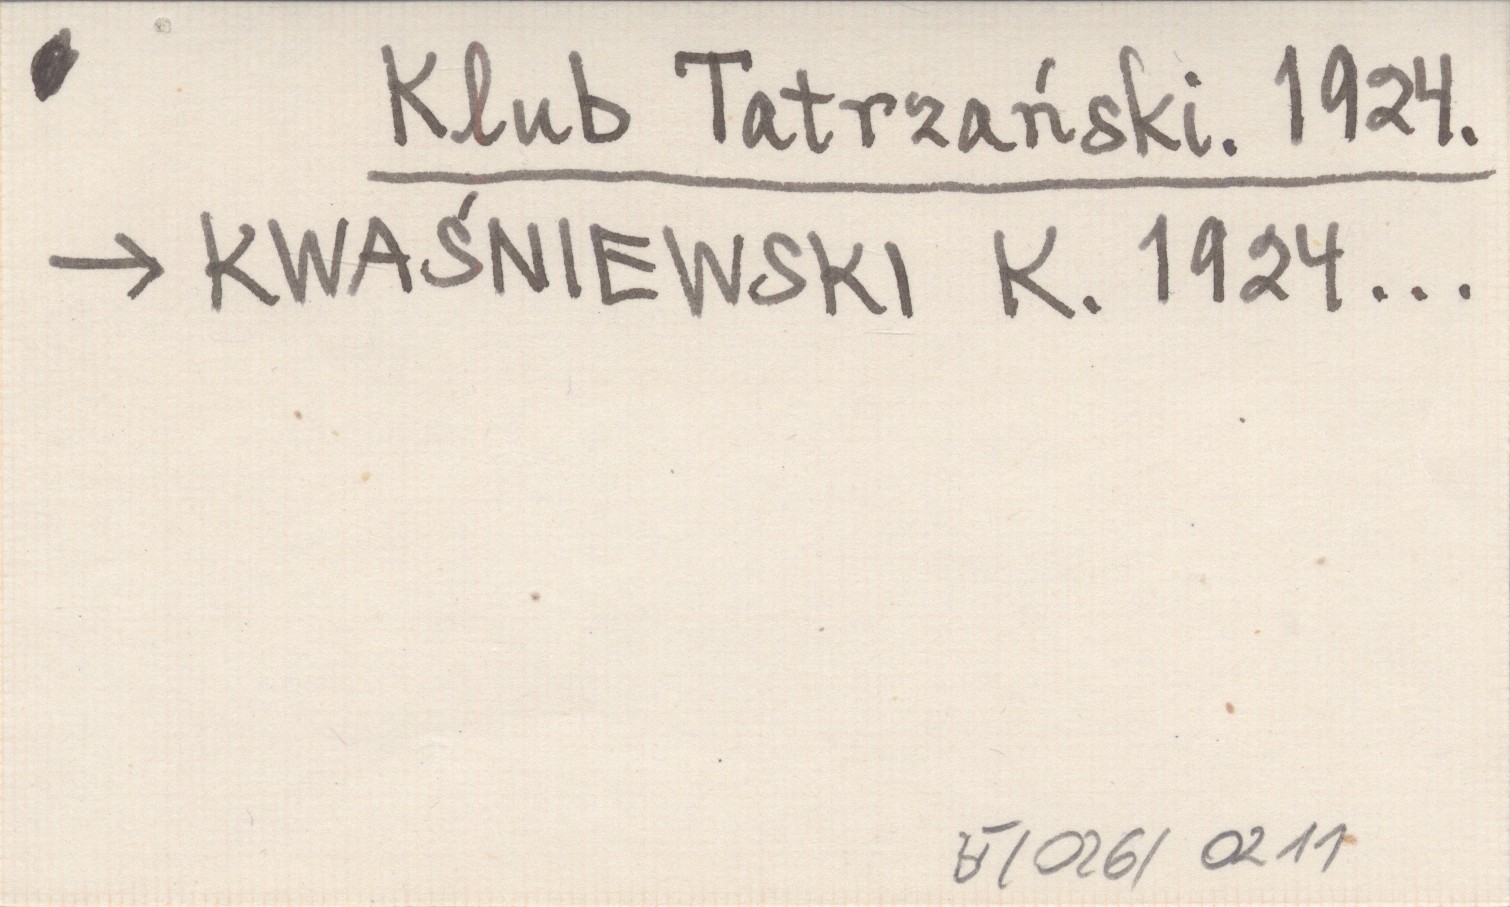 Klub Tatrzański. 1924.
→ KWAŚNIEWSKI K. 1924...
/026/ 0211